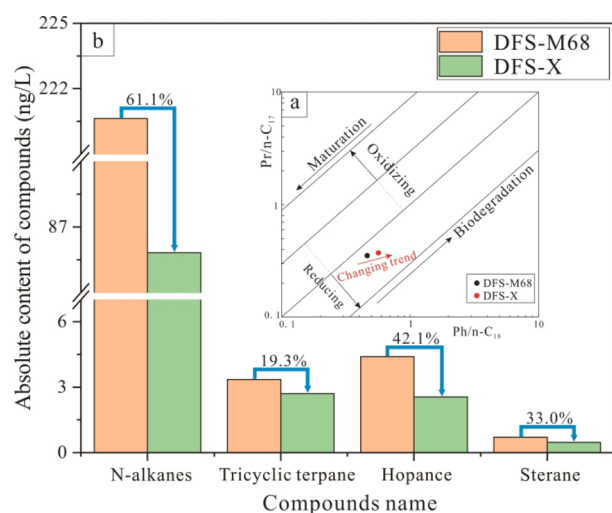 b
DFS-M68
DFS-X
225
222
87
6
3
0
Absolute content of compounds (ng/L)
61.1%
19.3%
42.1%
33.0%
a
10
1
0.1
Pr/n-C₁₇
Maturation
Oxidizing
Biodegradation
Reducing
Changing trend
DFS-M68
DFS-X
0.1
1
10
Ph/n-C₁₈
N-alkanes
Tricyclic terpane
Hopance
Sterane
Compounds name